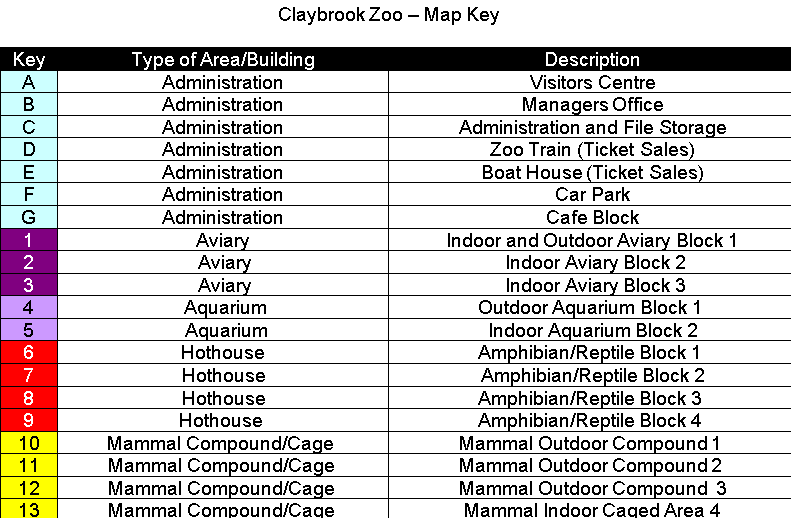 Claybrook Zoo – Map Key
Key Type of Area/Building Description
A Administration Visitors Centre
B Administration Managers Office
C Administration Administration and File Storage
D Administration Zoo Train (Ticket Sales)
E Administration Boat House (Ticket Sales)
F Administration Car Park
G Administration Cafe Block
1 Aviary Indoor and Outdoor Aviary Block 1
2 Aviary Indoor Aviary Block 2
3 Aviary Indoor Aviary Block 3
4 Aquarium Outdoor Aquarium Block 1
5 Aquarium Indoor Aquarium Block 2
6 Hothouse Amphibian/Reptile Block 1
7 Hothouse Amphibian/Reptile Block 2
8 Hothouse Amphibian/Reptile Block 3
9 Hothouse Amphibian/Reptile Block 4
10 Mammal Compound/Cage Mammal Outdoor Compound 1
11 Mammal Compound/Cage Mammal Outdoor Compound 2
12 Mammal Compound/Cage Mammal Outdoor Compound 3
13 Mammal Compound/Cage Mammal Indoor Caged Area 4